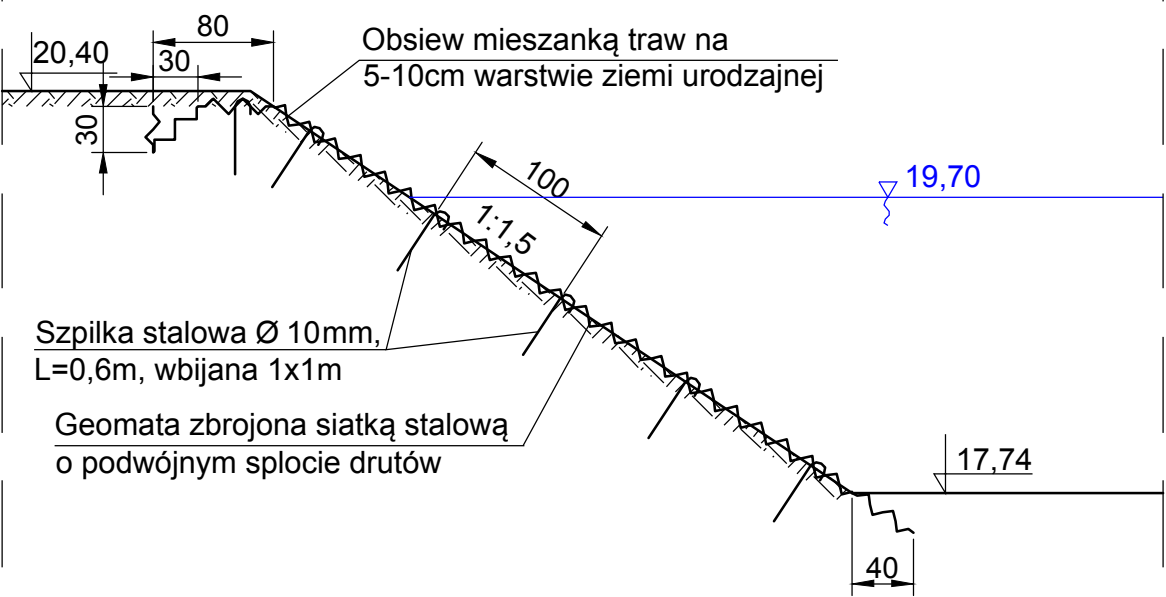 80
20,40
30
Obsiew mieszanką traw na
5-10cm warstwie ziemi urodzajnej
30
100
19,70
1:1,5
Szpilka stalowa Ø 10mm,
L=0,6m, wbijana 1x1m
Geomata zbrojona siatką stalową
o podwójnym splocie drutów
17,74
40